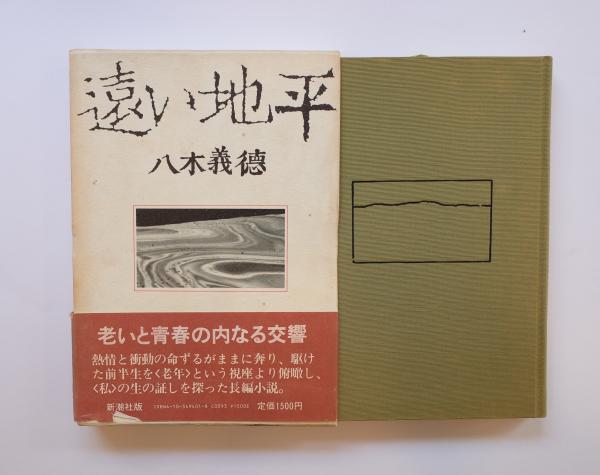 遠い地平
八木義德
老いと青春の内なる交響
熱情と衝動の命ずるがままに奔り、駆け
た前半生を〈老年〉という視座より俯瞰し、
〈私〉の生の証しを探った長編小説。
新潮社版 定価1500円